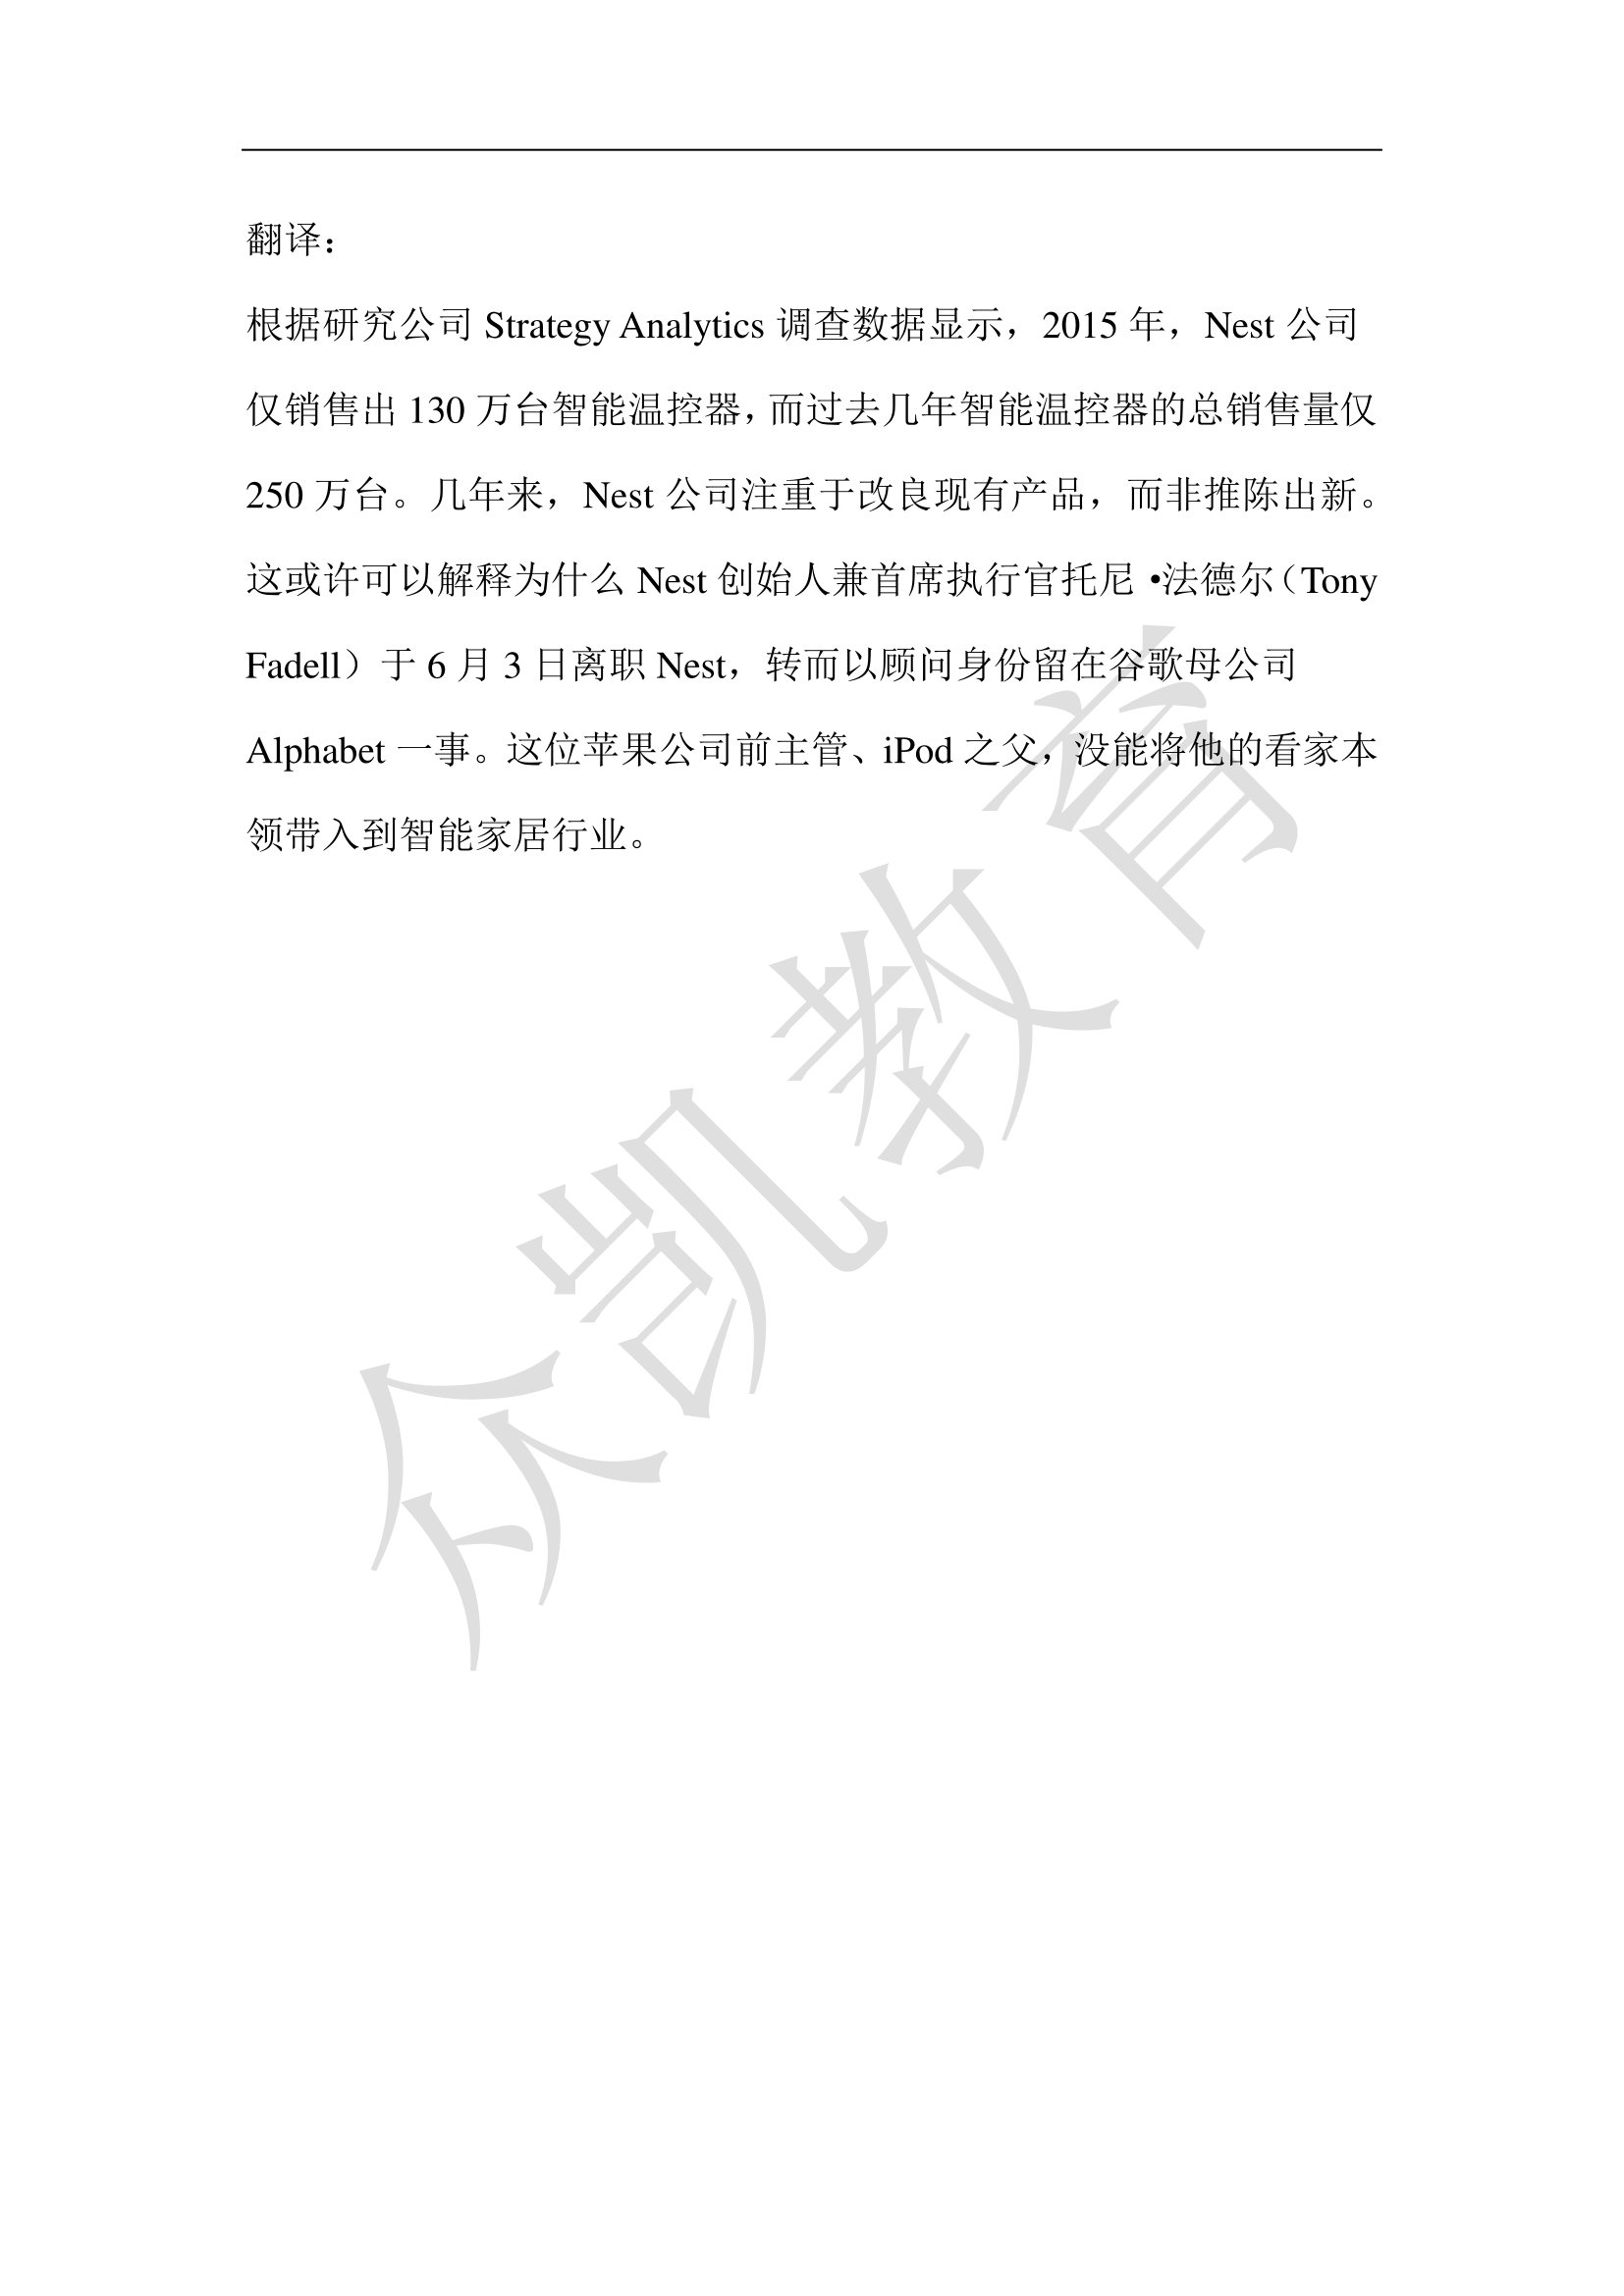 翻译：
根据研究公司 Strategy Analytics 调查数据显示，2015 年，Nest 公司
仅销售出 130 万台智能温控器，而过去几年智能温控器的总销售量仅
250 万台。几年来，Nest 公司注重于改良现有产品，而非推陈出新。
这或许可以解释为什么 Nest 创始人兼首席执行官托尼 •法德尔（Tony
Fadell）于 6 月 3 日离职 Nest，转而以顾问身份留在谷歌母公司
Alphabet 一事。这位苹果公司前主管、iPod 之父，没能将他的看家本
领带入到智能家居行业。
众凯教育